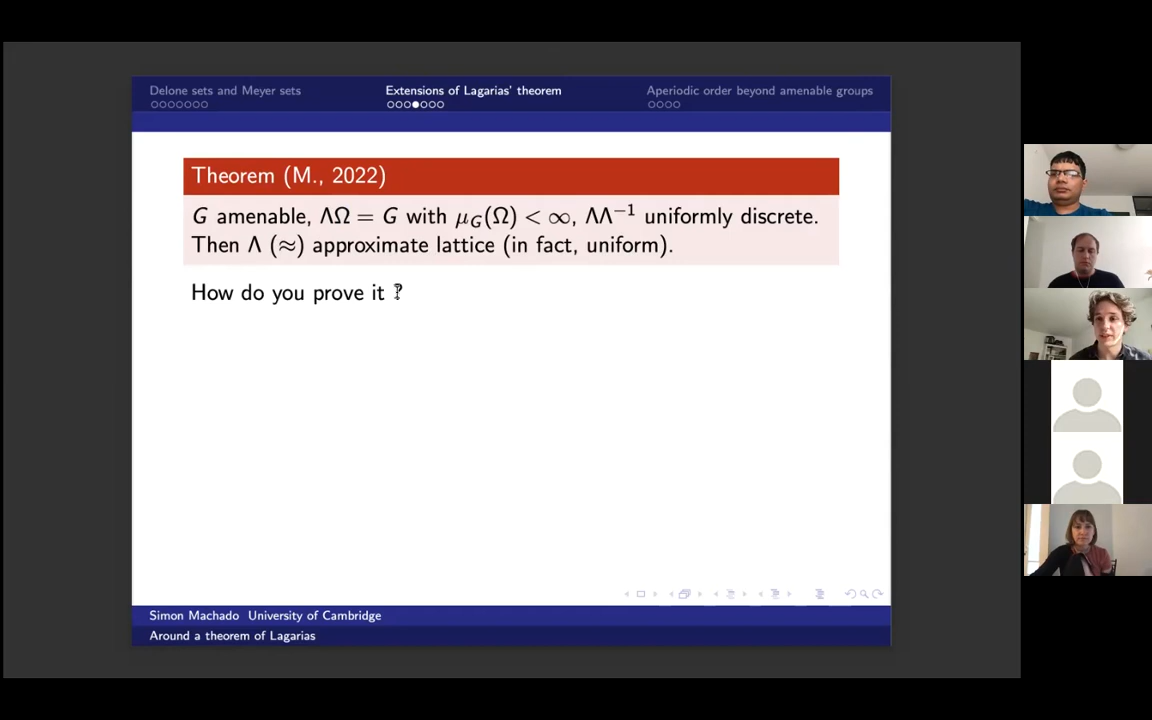 Delone sets and Meyer sets
Extensions of Lagarias' theorem
Aperiodic order beyond amenable groups
Theorem (M., 2022)
G amenable, ΛΩ = G with μ_G(Ω) < ∞, ΛΛ⁻¹ uniformly discrete.
Then Λ (≈) approximate lattice (in fact, uniform).
How do you prove it ?
Simon Machado University of Cambridge
Around a theorem of Lagarias